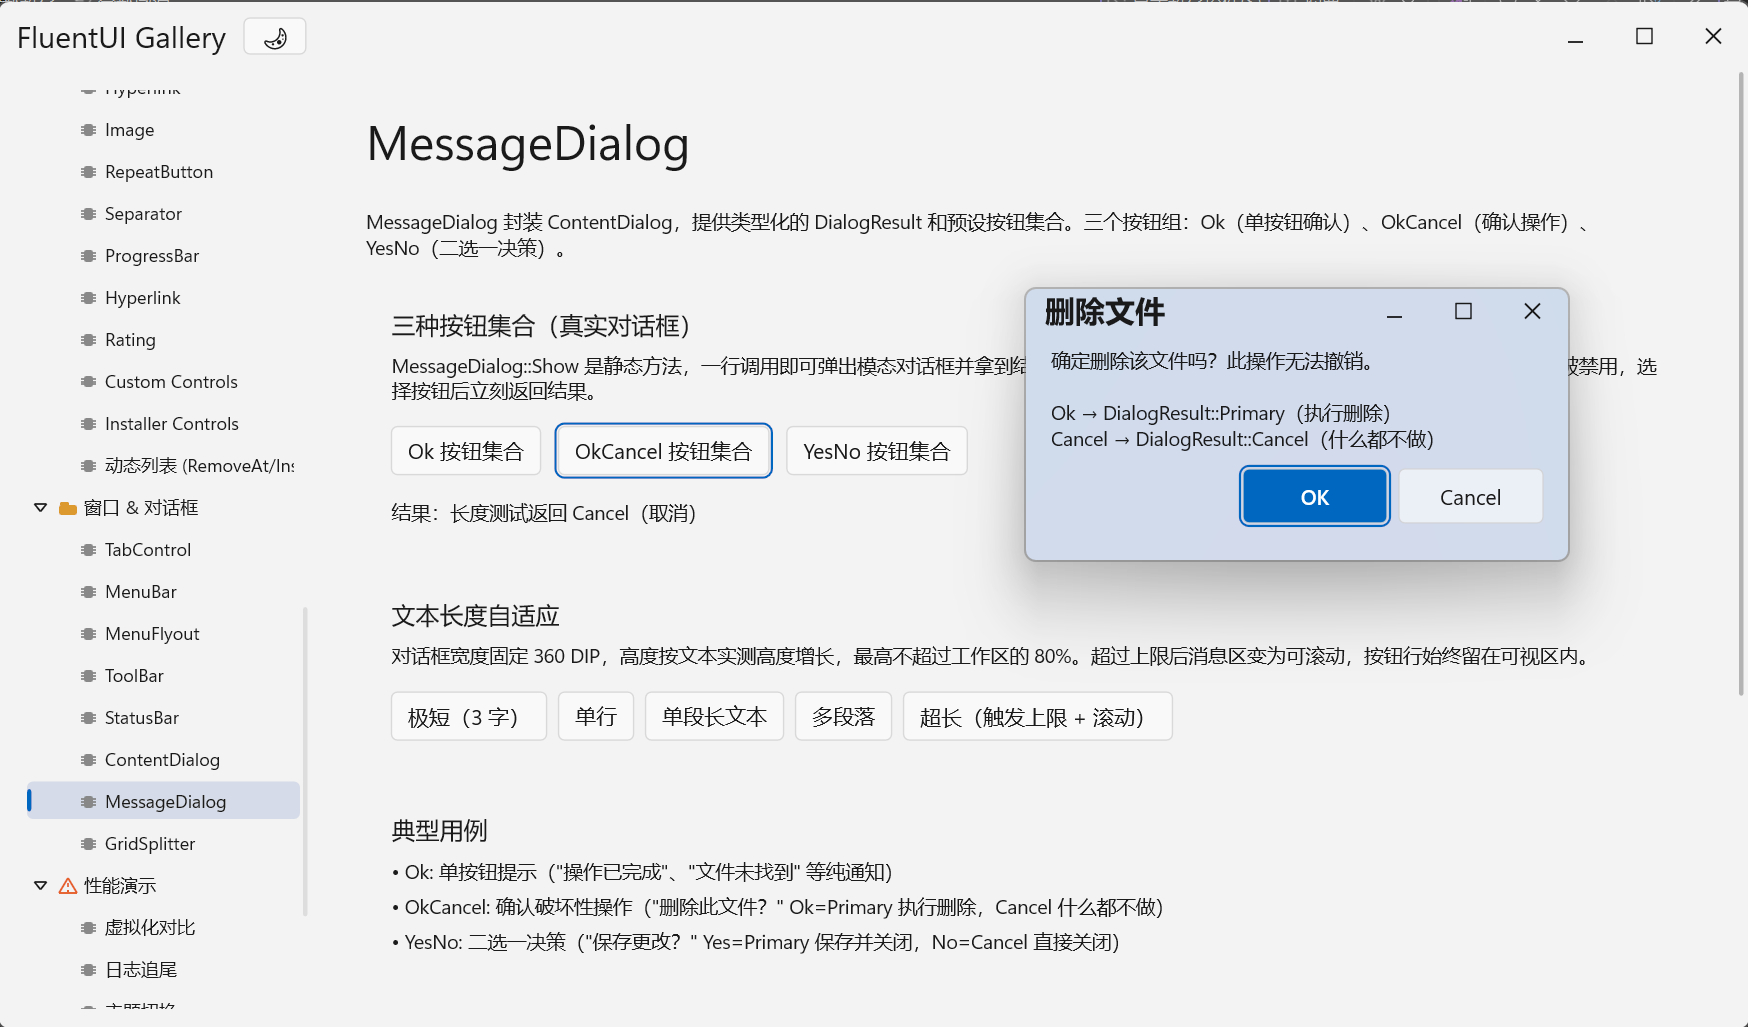 FluentUI Gallery
Hyperlink
Image
RepeatButton
Separator
ProgressBar
Hyperlink
Rating
Custom Controls
Installer Controls
动态列表 (RemoveAt/Ins
窗口 & 对话框
TabControl
MenuBar
MenuFlyout
ToolBar
StatusBar
ContentDialog
MessageDialog
GridSplitter
性能演示
虚拟化对比
日志追尾
MessageDialog
MessageDialog 封装 ContentDialog，提供类型化的 DialogResult 和预设按钮集合。三个按钮组：Ok（单按钮确认）、OkCancel（确认操作）、
YesNo（二选一决策）。
三种按钮集合（真实对话框）
MessageDialog::Show 是静态方法，一行调用即可弹出模态对话框并拿到结
被禁用，选
择按钮后立刻返回结果。
Ok 按钮集合
OkCancel 按钮集合
YesNo 按钮集合
结果：长度测试返回 Cancel（取消）
删除文件
确定删除该文件吗？此操作无法撤销。
Ok → DialogResult::Primary（执行删除）
Cancel → DialogResult::Cancel（什么都不做）
OK
Cancel
文本长度自适应
对话框宽度固定 360 DIP，高度按文本实测高度增长，最高不超过工作区的 80%。超过上限后消息区变为可滚动，按钮行始终留在可视区内。
极短（3 字）
单行
单段长文本
多段落
超长（触发上限 + 滚动）
典型用例
• Ok: 单按钮提示（"操作已完成"、"文件未找到" 等纯通知）
• OkCancel: 确认破坏性操作（"删除此文件？" Ok=Primary 执行删除，Cancel 什么都不做）
• YesNo: 二选一决策（"保存更改？" Yes=Primary 保存并关闭，No=Cancel 直接关闭）